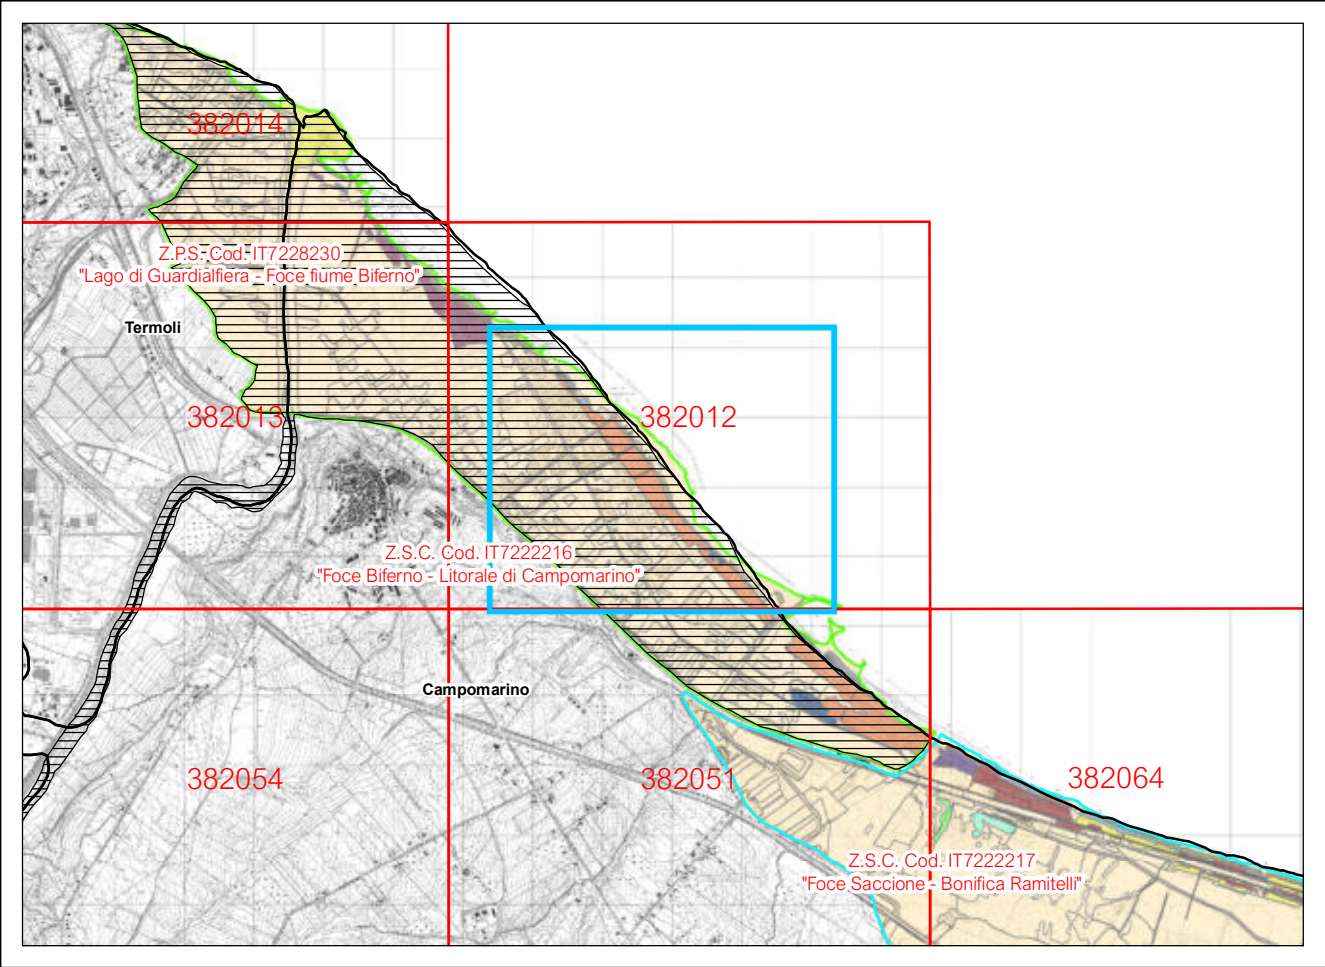 382014
Z.P.S. Cod. IT7228230
"Lago di Guardialfiera - Foce fiume Biferno"
Termoli
382013
382012
Z.S.C. Cod. IT7222216
"Foce Biferno - Litorale di Campomarino"
Campomarino
382054
382051
382064
Z.S.C. Cod. IT7222217
"Foce Saccione - Bonifica Ramitelli"